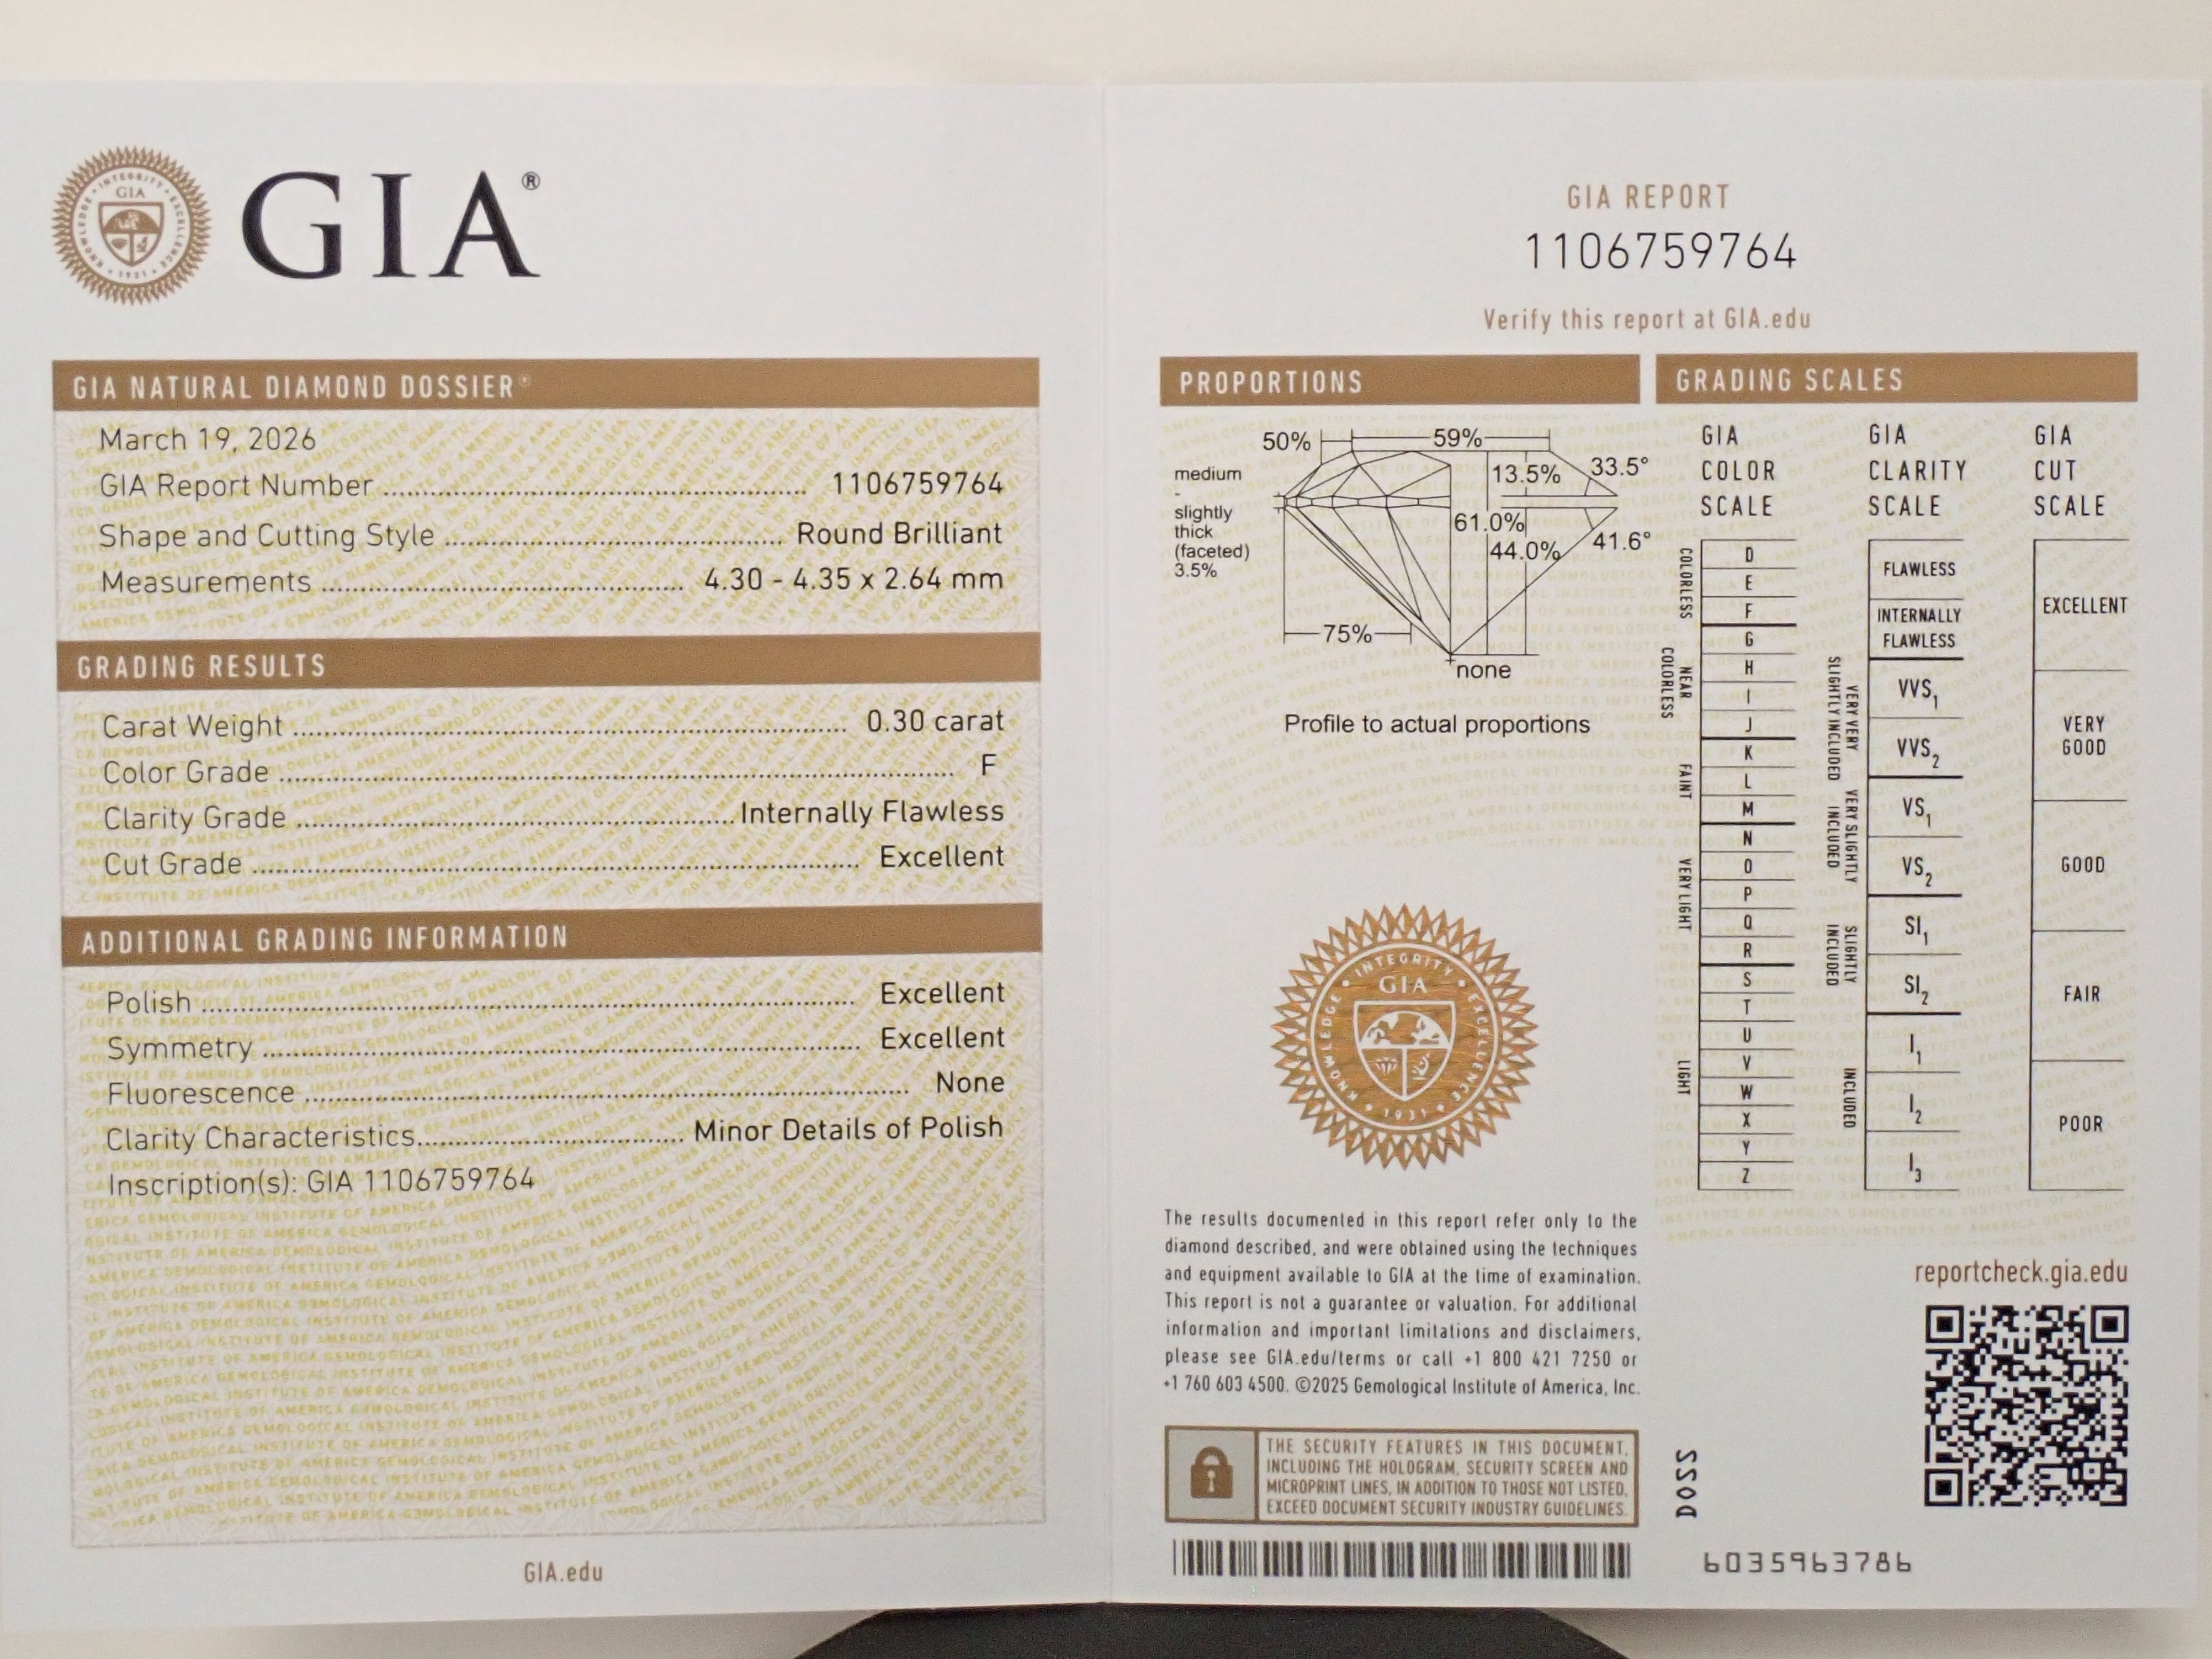 GIA®
GIA NATURAL DIAMOND DOSSIER®
March 19, 2026
GIA Report Number 1106759764
Shape and Cutting Style Round Brilliant
Measurements 4.30 - 4.35 x 2.64 mm
GRADING RESULTS
Carat Weight 0.30 carat
Color Grade F
Clarity Grade Internally Flawless
Cut Grade Excellent
ADDITIONAL GRADING INFORMATION
Polish Excellent
Symmetry Excellent
Fluorescence None
Clarity Characteristics Minor Details of Polish
Inscription(s): GIA 1106759764
GIA.edu
GIA REPORT
1106759764
Verify this report at GIA.edu
PROPORTIONS
50%
59%
medium
-
slightly
thick
(faceted)
3.5%
13.5%
33.5°
61.0%
44.0%
41.6°
75%
none
Profile to actual proportions
INTEGRITY
GIA
KNOWLEDGE
EXCELLENCE
1931
The results documented in this report refer only to the
diamond described, and were obtained using the techniques
and equipment available to GIA at the time of examination.
This report is not a guarantee or valuation. For additional
information and important limitations and disclaimers,
please see GIA.edu/terms or call +1 800 421 7250 or
+1 760 603 4500. ©2025 Gemological Institute of America, Inc.
THE SECURITY FEATURES IN THIS DOCUMENT,
INCLUDING THE HOLOGRAM, SECURITY SCREEN AND
MICROPRINT LINES, IN ADDITION TO THOSE NOT LISTED,
EXCEED DOCUMENT SECURITY INDUSTRY GUIDELINES.
GRADING SCALES
GIA
COLOR
SCALE
COLORLESS
D
E
F
NEAR
COLORLESS
G
H
I
J
FAINT
K
L
M
VERY LIGHT
N
O
P
Q
R
LIGHT
S
T
U
V
W
X
Y
Z
GIA
CLARITY
SCALE
FLAWLESS
INTERNALLY
FLAWLESS
VERY VERY
SLIGHTLY INCLUDED
VVS1
VVS2
VERY SLIGHTLY
INCLUDED
VS1
VS2
SLIGHTLY
INCLUDED
SI1
SI2
INCLUDED
I1
I2
I3
GIA
CUT
SCALE
EXCELLENT
VERY
GOOD
GOOD
FAIR
POOR
reportcheck.gia.edu
6035963786